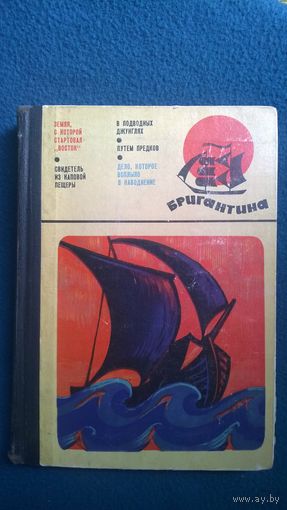 ЗЕМЛЯ,
С КОТОРОЙ
СТАРТОВАЛ
„ВОСТОК“
СВИДЕТЕЛЬ
ИЗ КАПОВОЙ
ПЕЩЕРЫ
В ПОДВОДНЫХ
ДЖУНГЛЯХ
ПУТЕМ ПРЕДКОВ
ДЕЛО, КОТОРОЕ
ВСПЛЫЛО
В НАВОДНЕНИЕ
бригантина
ay.by